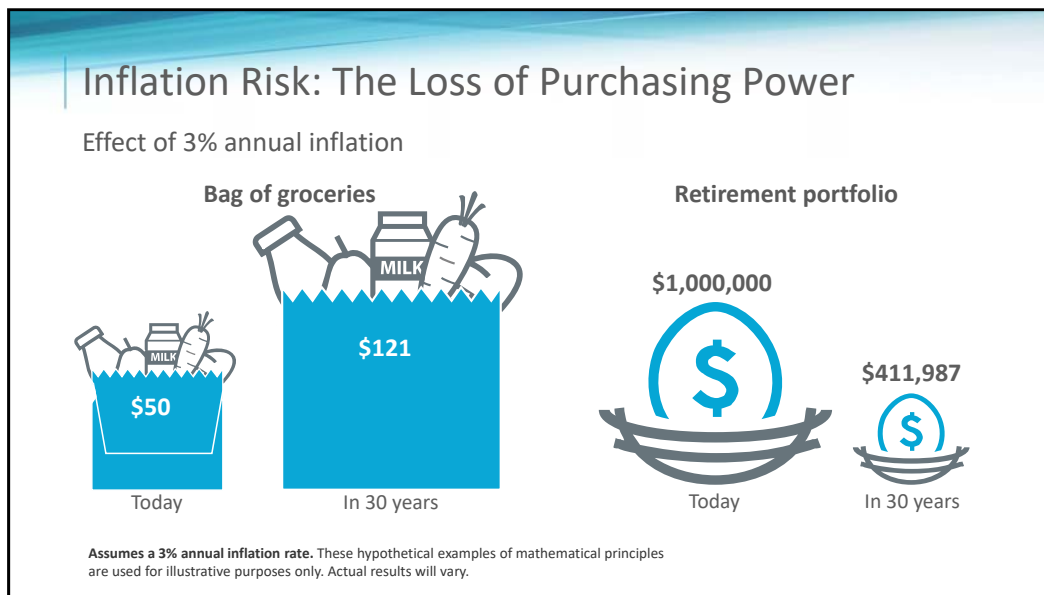 Inflation Risk: The Loss of Purchasing Power
Effect of 3% annual inflation
Bag of groceries
MILK
$121
MILK
$50
Today
In 30 years
Retirement portfolio
$1,000,000
$
$411,987
$
Today
In 30 years
Assumes a 3% annual inflation rate. These hypothetical examples of mathematical principles
are used for illustrative purposes only. Actual results will vary.